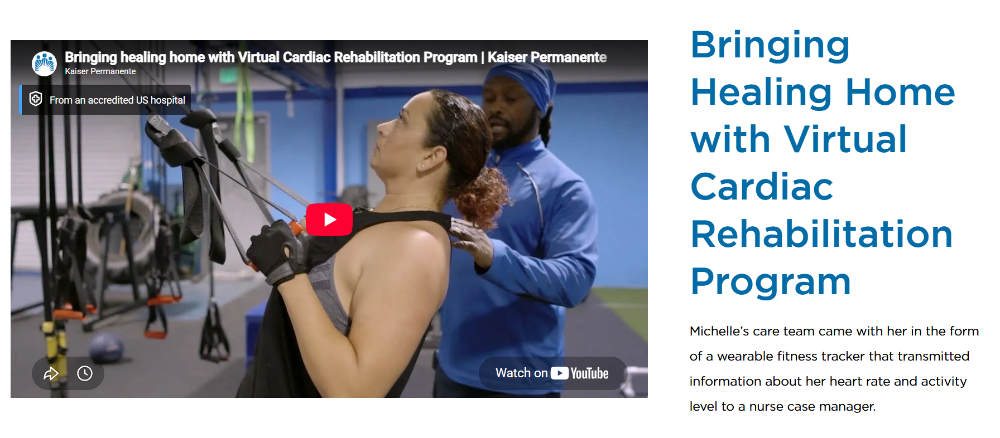 Bringing healing home with Virtual Cardiac Rehabilitation Program | Kaiser Permanente
Kaiser Permanente
From an accredited US hospital
Watch on YouTube
Bringing
Healing Home
with Virtual
Cardiac
Rehabilitation
Program
Michelle’s care team came with her in the form
of a wearable fitness tracker that transmitted
information about her heart rate and activity
level to a nurse case manager.